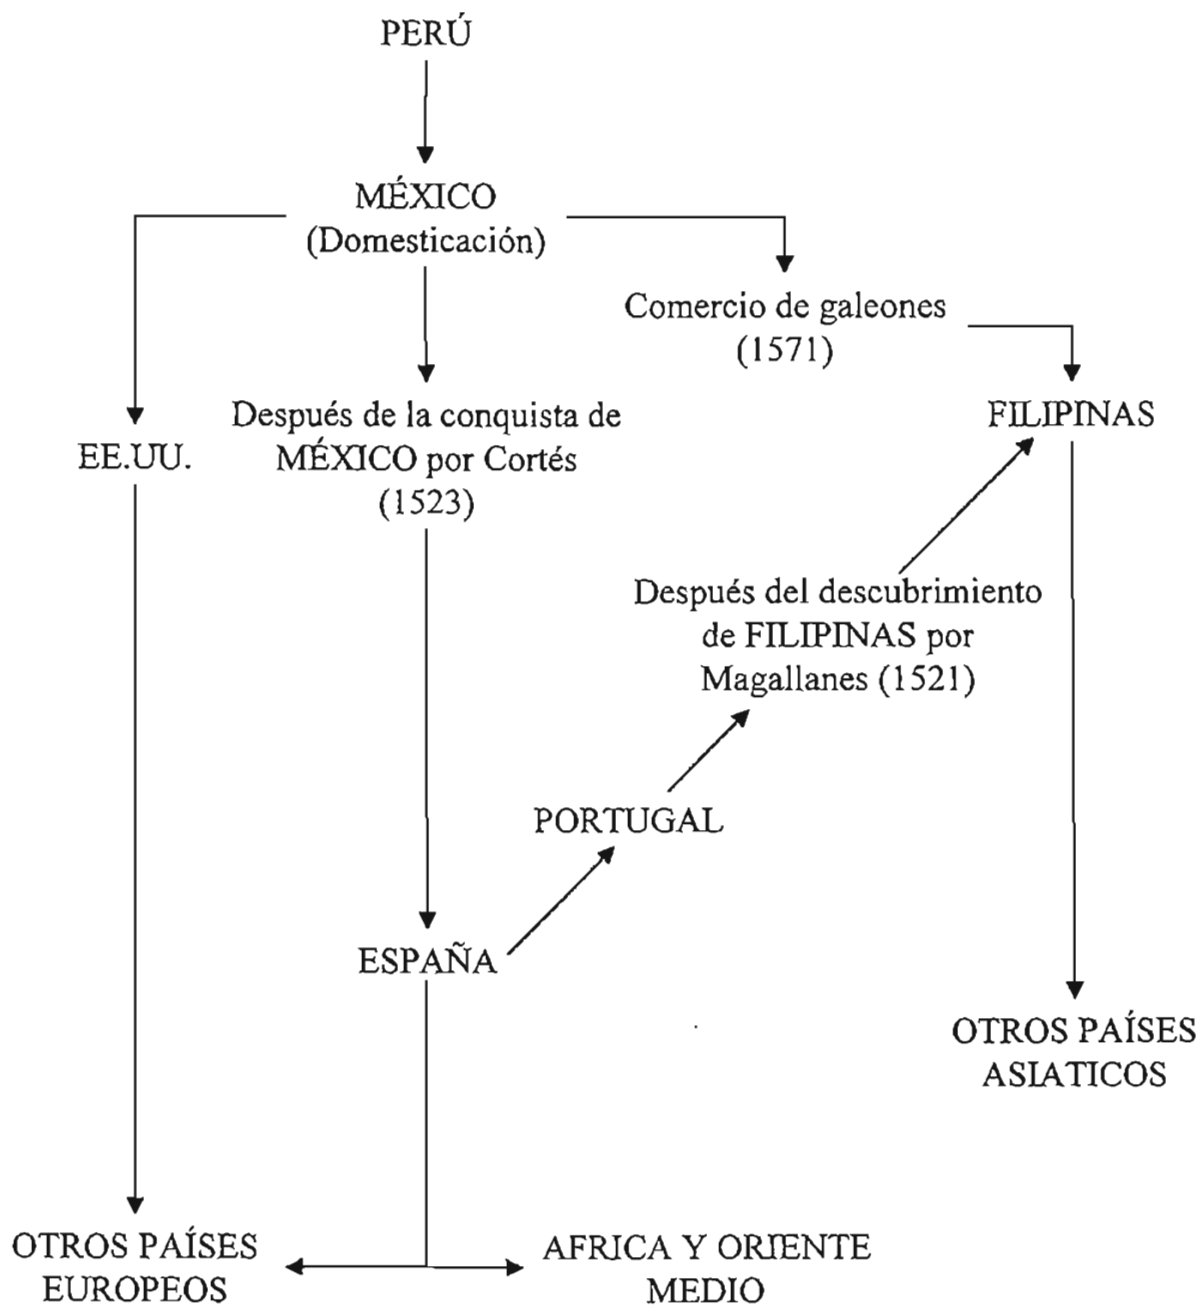 PERÚ
MÉXICO
(Domesticación)
Comercio de galeones
(1571)
FILIPINAS
Después de la conquista de
MÉXICO por Cortés
(1523)
EE.UU.
Después del descubrimiento
de FILIPINAS por
Magallanes (1521)
PORTUGAL
ESPAÑA
OTROS PAÍSES
ASIATICOS
OTROS PAÍSES
EUROPEOS
AFRICA Y ORIENTE
MEDIO